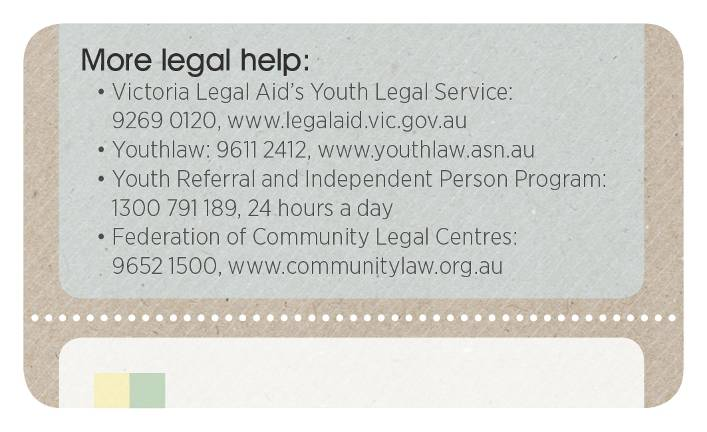 More legal help:
• Victoria Legal Aid's Youth Legal Service:
9269 0120, www.legalaid.vic.gov.au
• Youthlaw: 9611 2412, www.youthlaw.asn.au
• Youth Referral and Independent Person Program:
1300 791 189, 24 hours a day
• Federation of Community Legal Centres:
9652 1500, www.communitylaw.org.au